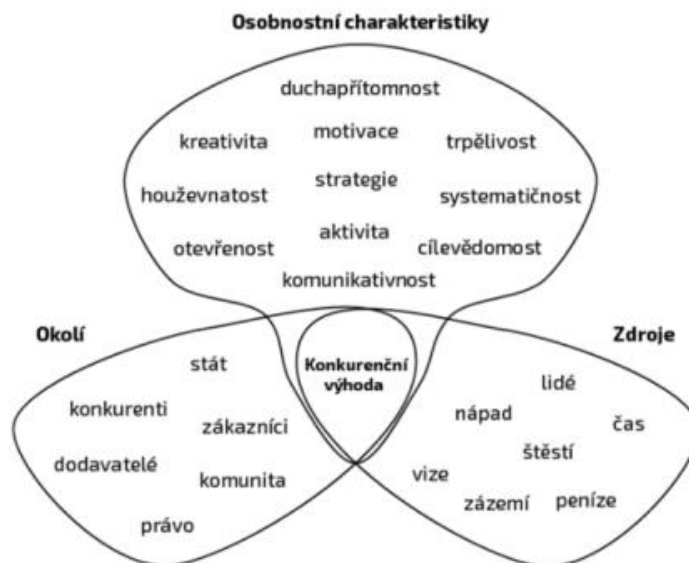 Osobnostní charakteristiky
duchapřítomnost
kreativita motivace trpělivost
houževnatost strategie systematičnost
otevřenost aktivita cílevědomost
komunikativnost
Okolí
stát
konkurenti
zákazníci
dodavatelé
komunita
právo
Konkurenční
výhoda
Zdroje
lidé
nápad
čas
štěstí
vize
zázemí
peníze